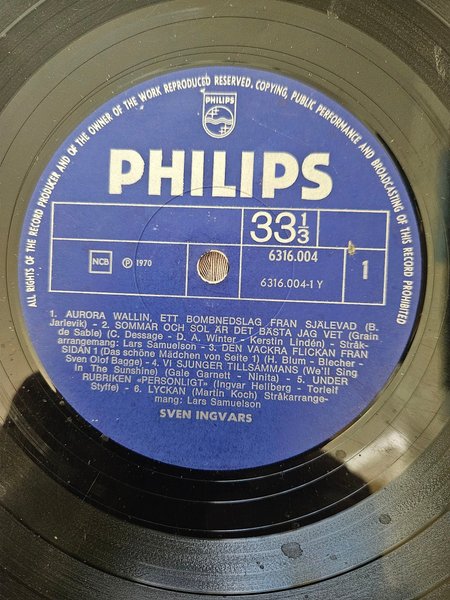 ALL RIGHTS OF THE RECORD PRODUCER AND OF THE OWNER OF THE WORK REPRODUCED RESERVED, COPYING, PUBLIC PERFORMANCE AND BROADCASTING OF THIS RECORD PROHIBITED
PHILIPS
PHILIPS
33 1/3
NCB
Ⓟ 1970
6316.004
6316.004-1 Y
1
1. AURORA WALLIN, ETT BOMBNEDSLAG FRÅN SJÄLEVAD (B.
Jarlevik) - 2. SOMMAR OCH SOL ÄR DET BÄSTA JAG VET (Grain
de Sable) (C. Dessage - D. A. Winter - Kerstin Lindén) - Stråk-
arrangemang: Lars Samuelson - 3. DEN VACKRA FLICKAN FRÅN
SIDAN 1 (Das schöne Mädchen von Seite 1) (H. Blum - Blecher -
Sven Olof Bagge) - 4. VI SJUNGER TILLSAMMANS (We'll Sing
In The Sunshine) (Gale Garnett - Ninita) - 5. UNDER
RUBRIKEN »PERSONLIGT» (Ingvar Hellberg - Torleif
Styffe) - 6. LYCKAN (Martin Koch) Stråkarrange-
mang: Lars Samuelson
SVEN INGVARS